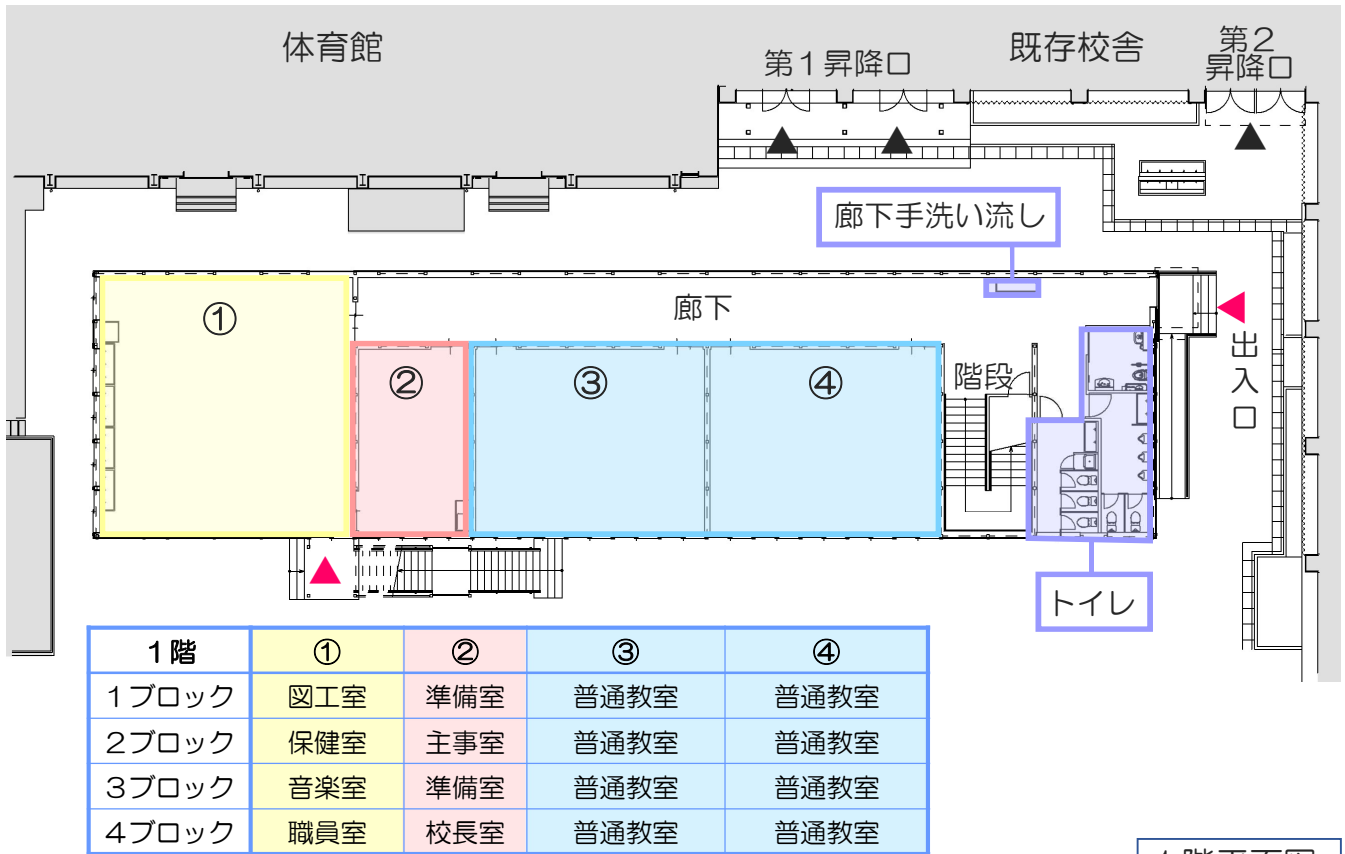 体育館
第１昇降口
既存校舎
第２
昇降口
廊下手洗い流し
①
廊下
②
③
④
階段
出入口
トイレ
１階 ① ② ③ ④
１ブロック 図工室 準備室 普通教室 普通教室
２ブロック 保健室 主事室 普通教室 普通教室
３ブロック 音楽室 準備室 普通教室 普通教室
４ブロック 職員室 校長室 普通教室 普通教室